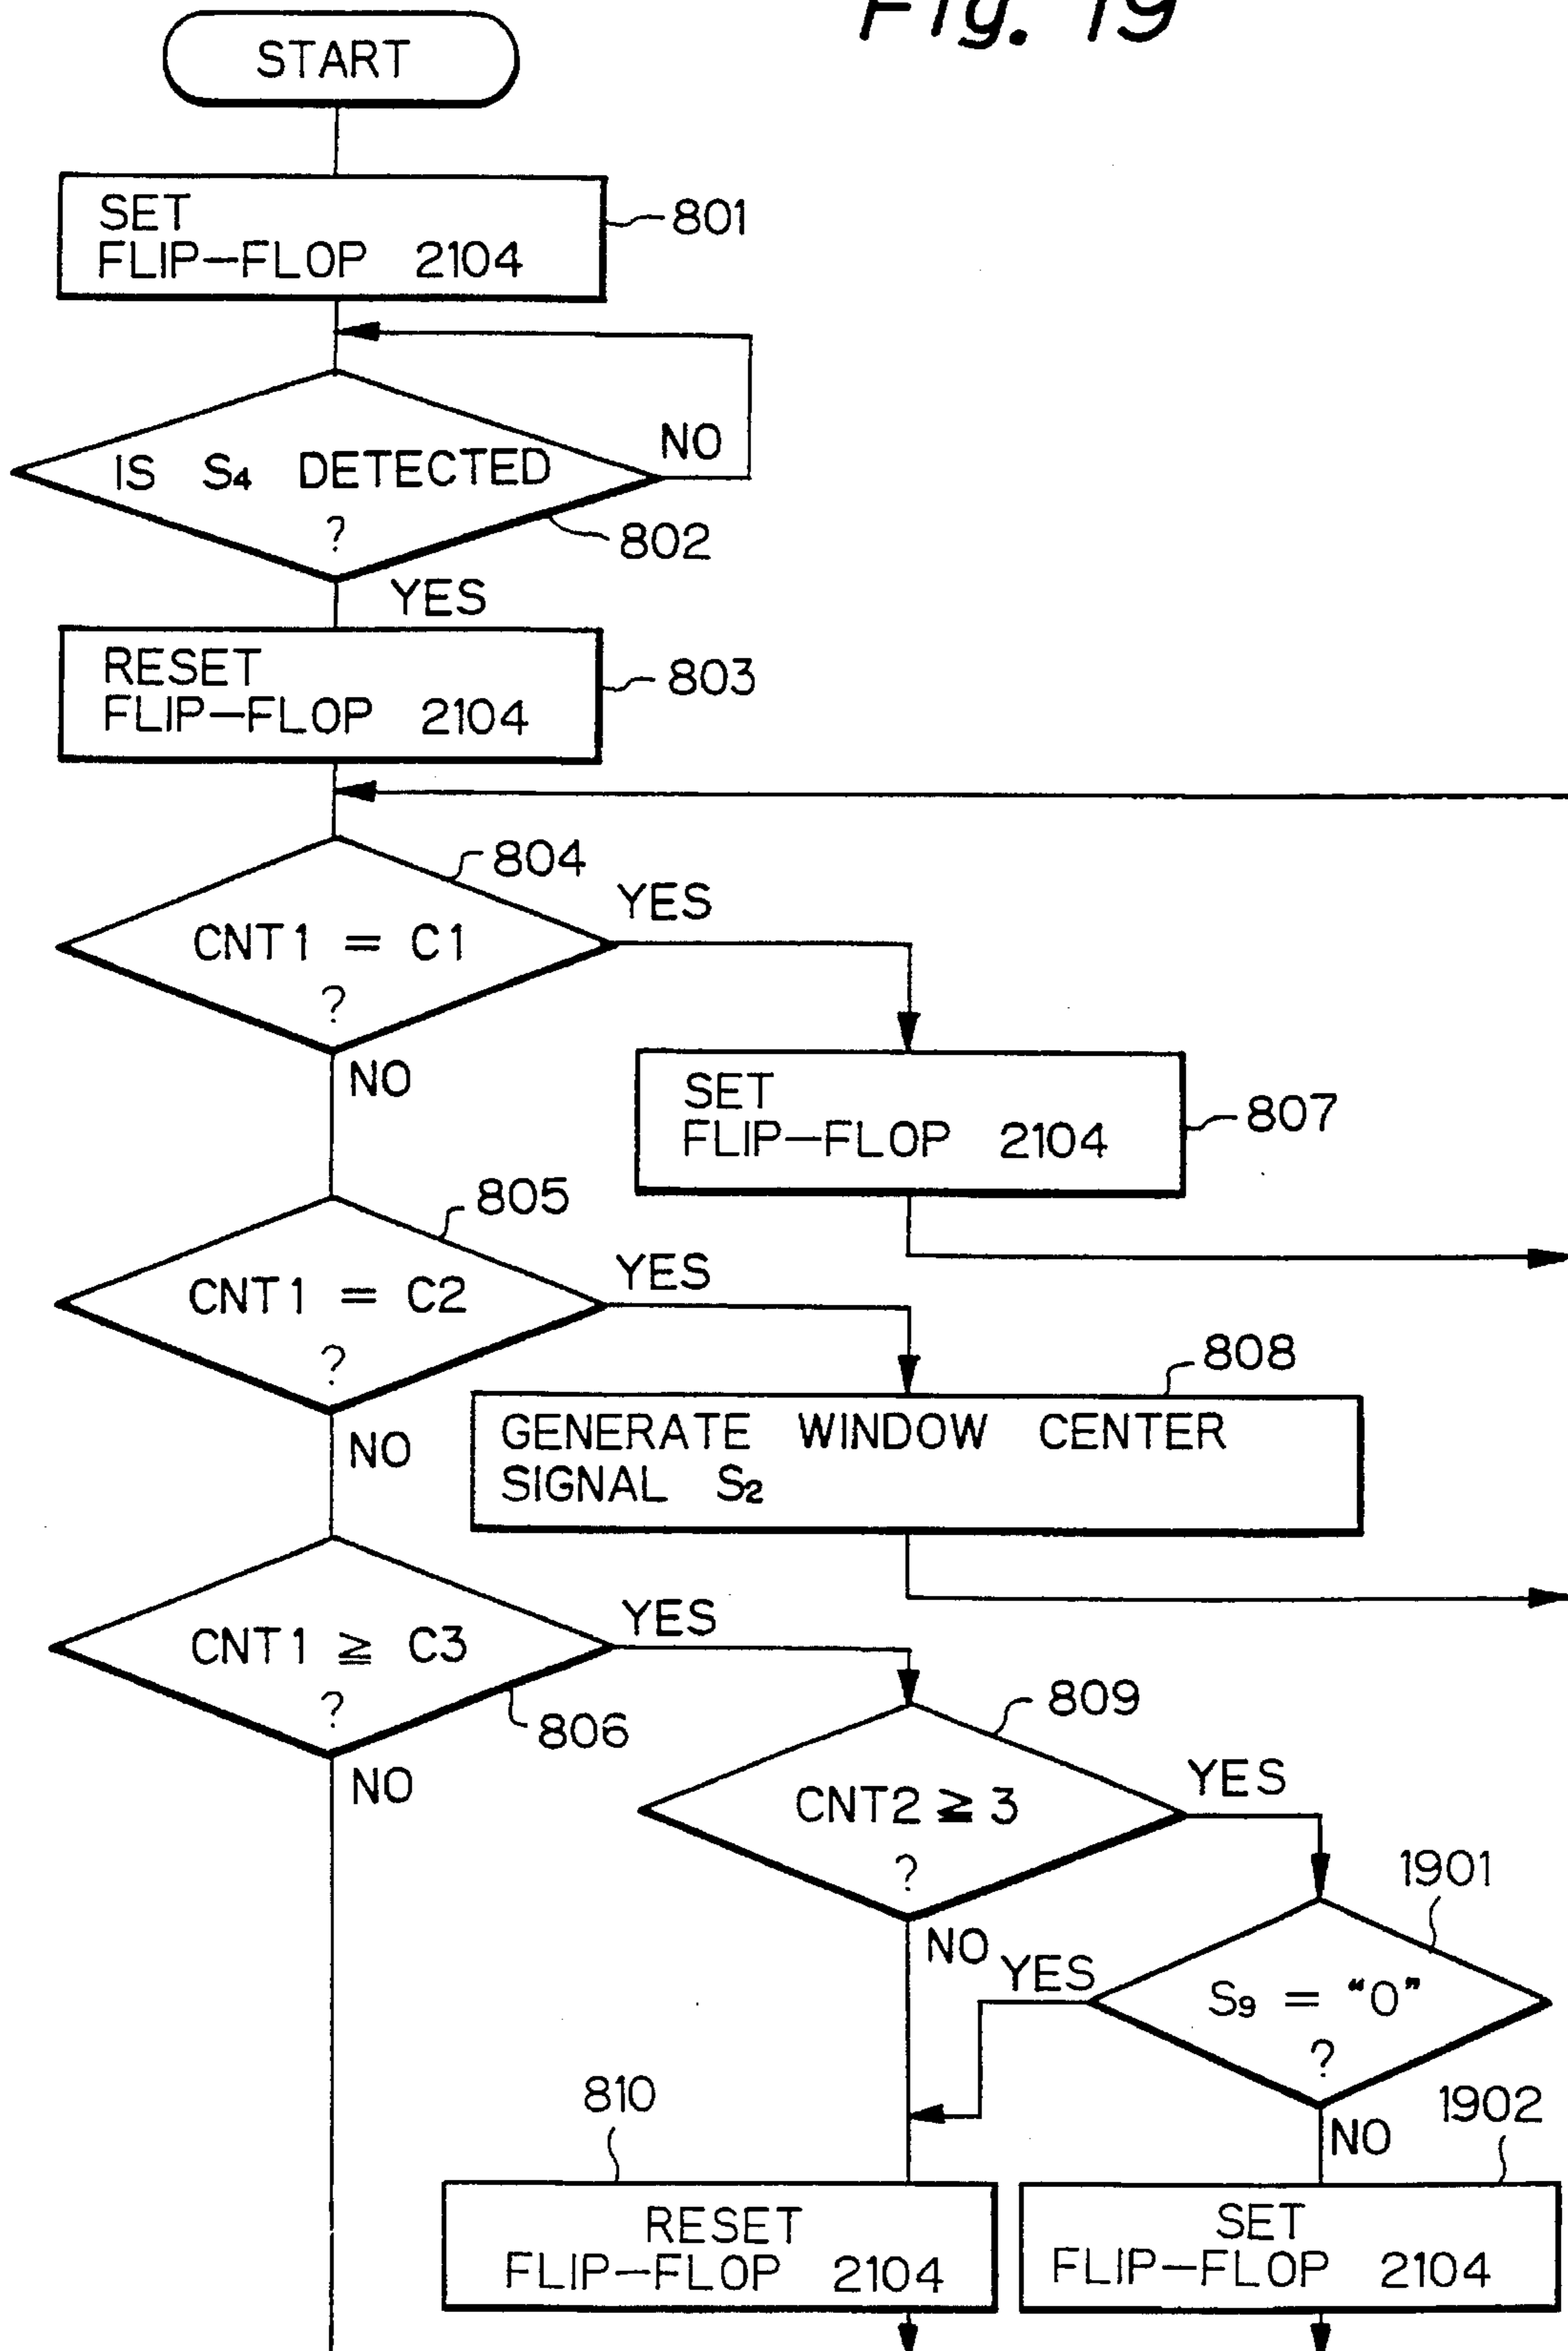 Fig. 19
START
SET
FLIP-FLOP 2104
801
NO
IS S4 DETECTED
?
802
YES
RESET
FLIP-FLOP 2104
803
804
YES
CNT1 = C1
?
NO
SET
FLIP-FLOP 2104
807
805
YES
CNT1 = C2
?
NO
808
GENERATE WINDOW CENTER
SIGNAL S2
YES
CNT1 ≧ C3
?
806
NO
809
YES
CNT2 ≧ 3
?
NO
1901
YES
S9 = “0”
?
NO
810
1902
RESET
FLIP-FLOP 2104
SET
FLIP-FLOP 2104